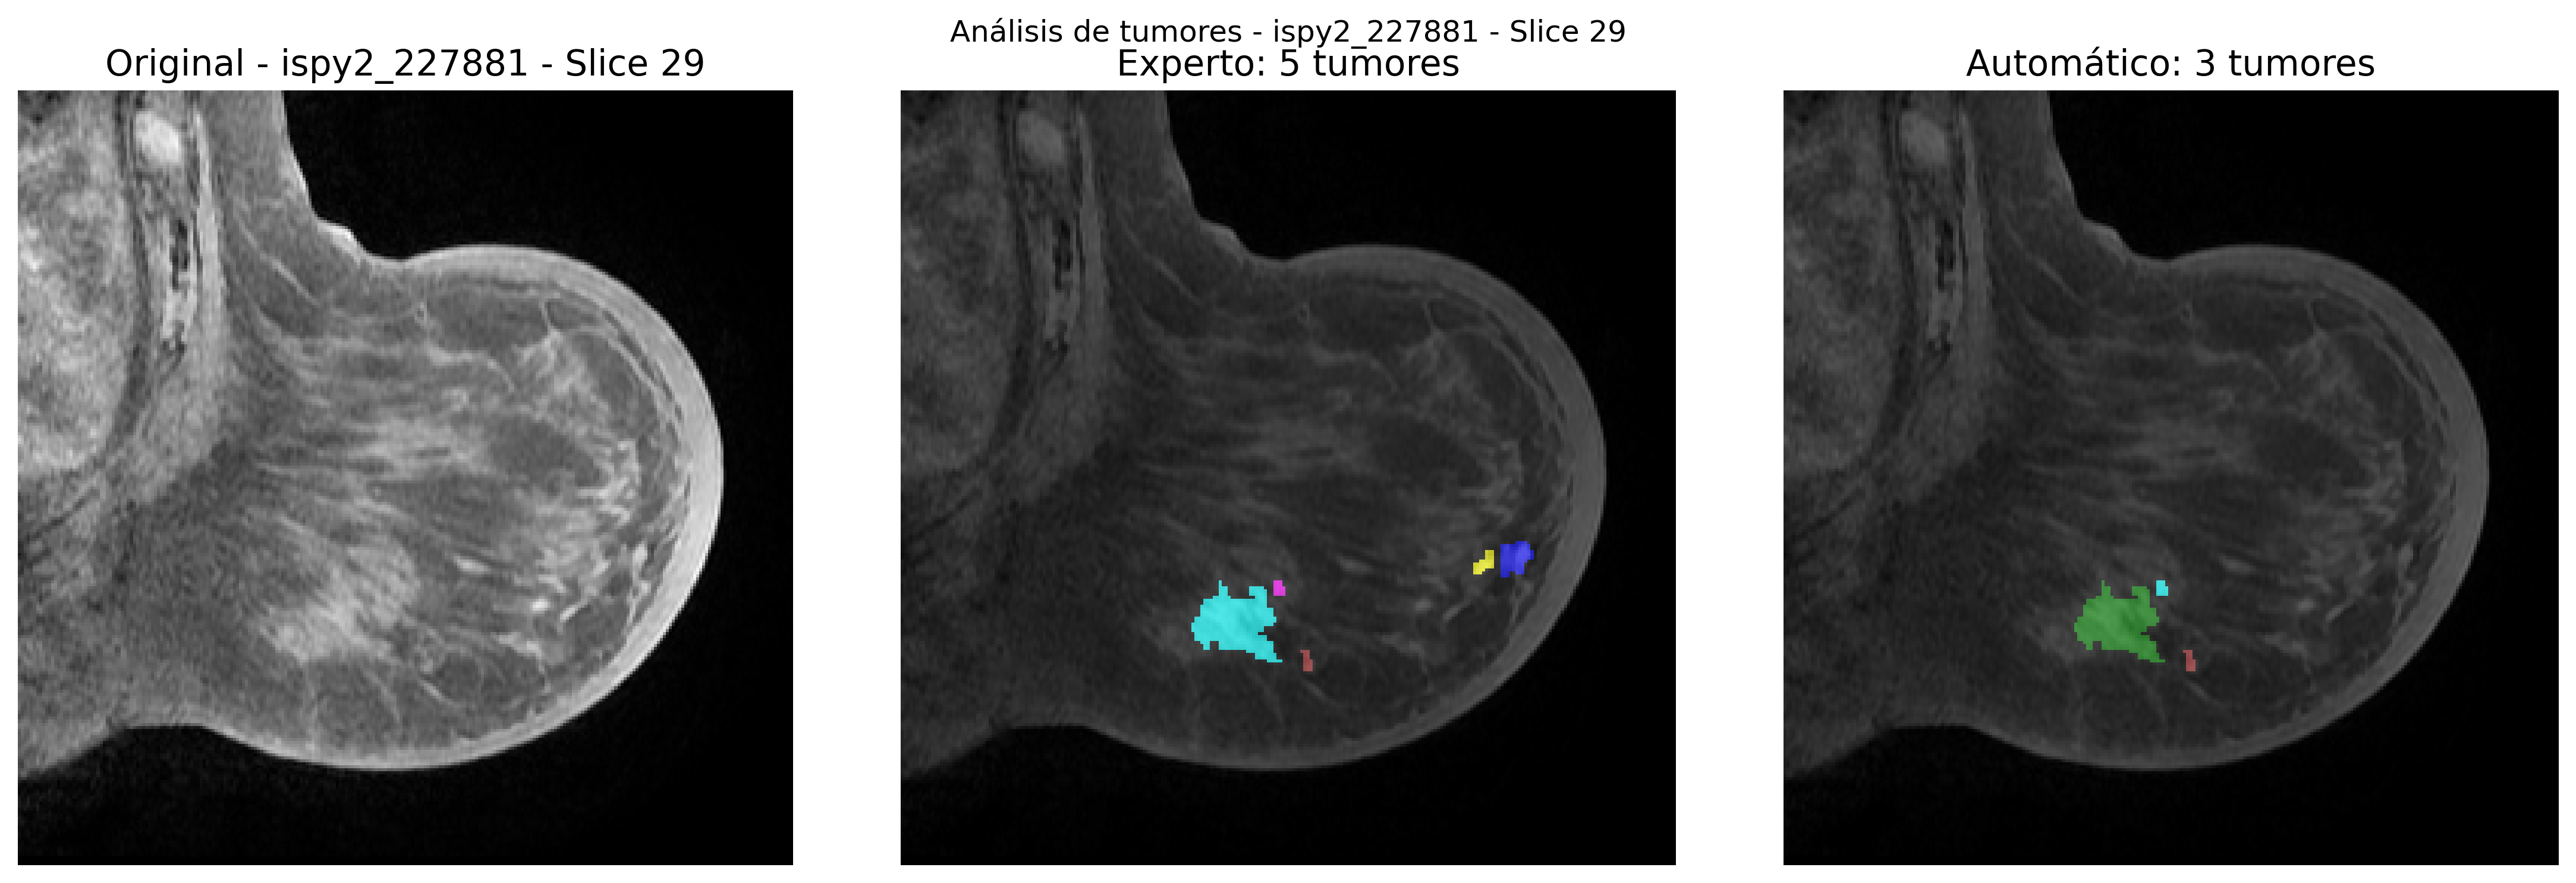 Análisis de tumores - ispy2_227881 - Slice 29
Original - ispy2_227881 - Slice 29
Experto: 5 tumores
Automático: 3 tumores